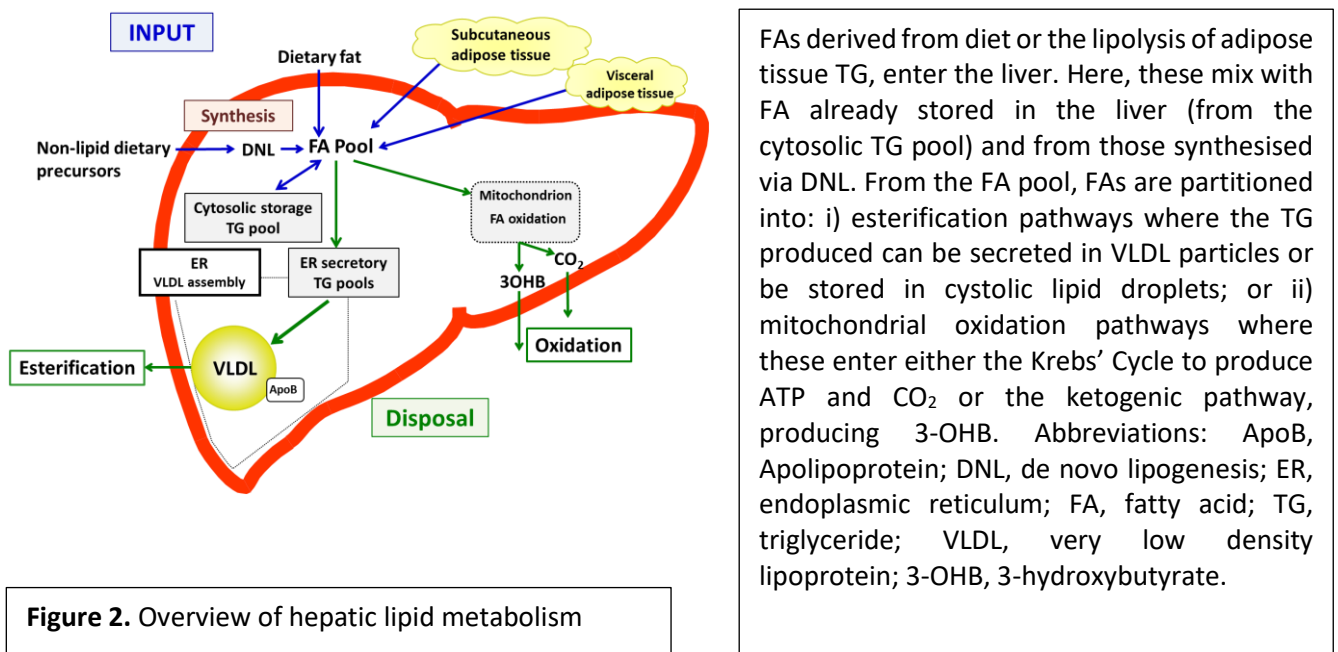 INPUT
Subcutaneous
adipose tissue
Dietary fat
Visceral
adipose tissue
Synthesis
Non-lipid dietary
precursors
DNL
FA Pool
Cytosolic storage
TG pool
Mitochondrion
FA oxidation
ER
VLDL assembly
ER secretory
TG pools
CO₂
3OHB
Oxidation
Esterification
VLDL
ApoB
Disposal
Figure 2. Overview of hepatic lipid metabolism
FAs derived from diet or the lipolysis of adipose
tissue TG, enter the liver. Here, these mix with
FA already stored in the liver (from the
cytosolic TG pool) and from those synthesised
via DNL. From the FA pool, FAs are partitioned
into: i) esterification pathways where the TG
produced can be secreted in VLDL particles or
be stored in cystolic lipid droplets; or ii)
mitochondrial oxidation pathways where
these enter either the Krebs’ Cycle to produce
ATP and CO₂ or the ketogenic pathway,
producing 3-OHB. Abbreviations: ApoB,
Apolipoprotein; DNL, de novo lipogenesis; ER,
endoplasmic reticulum; FA, fatty acid; TG,
triglyceride; VLDL, very low density
lipoprotein; 3-OHB, 3-hydroxybutyrate.